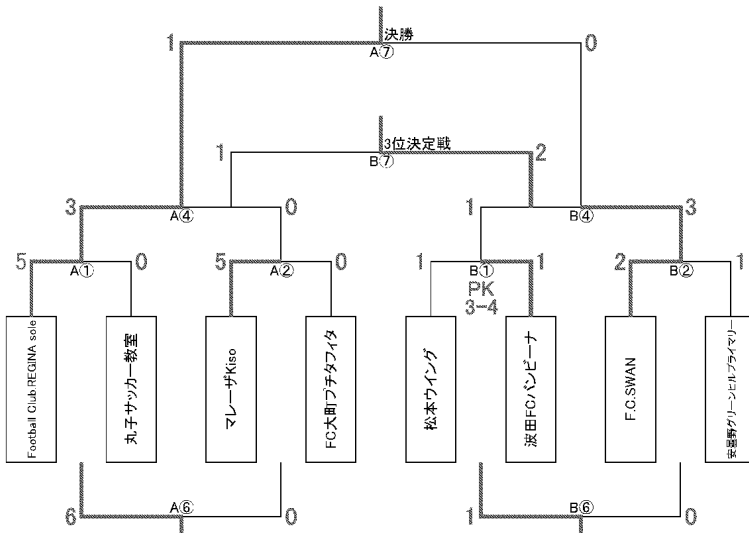 決勝
1
A⑦
0
3位決定戦
1
B⑦
2
3
A④
0
1
B④
3
5
A①
0
5
A②
0
1
B①
1
2
B②
1
PK
3-4
Football Club REGINA sole
丸子サッカー教室
マレーザKiso
FC大町プチタフィタ
松本ウイング
波田FCバンビーナ
F.C.SWAN
安曇野グリーンヒルプライマリー
6
A⑥
0
1
B⑥
0